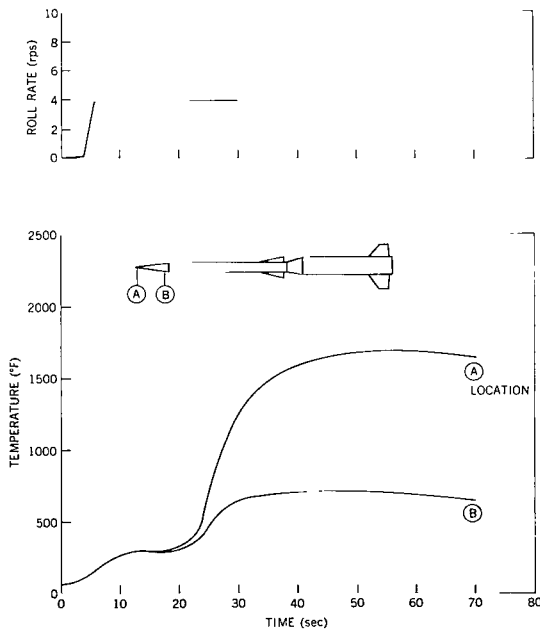 10
8
6
4
2
0
ROLL RATE (rps)
2500
2000
1500
1000
500
0
TEMPERATURE (°F)
A B
A
LOCATION
B
0 10 20 30 40 50 60 70 80
TIME (sec)